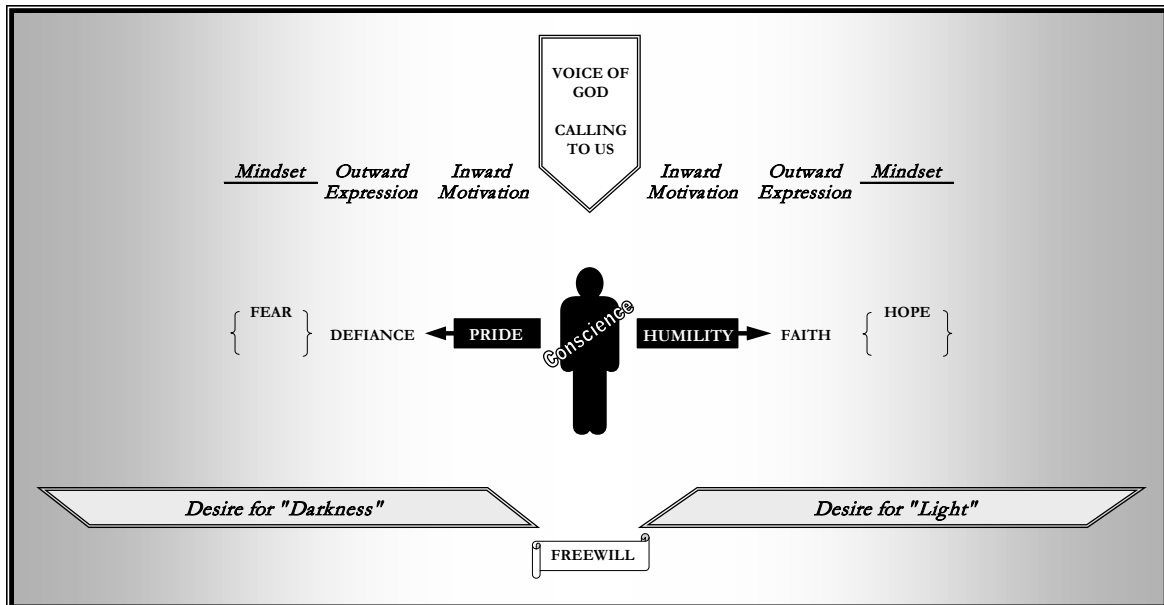 VOICE OF
GOD
CALLING
TO US
Mindset
Outward
Expression
Inward
Motivation
Inward
Motivation
Outward
Expression
Mindset
FEAR
DEFIANCE
PRIDE
Conscience
HUMILITY
FAITH
HOPE
Desire for "Darkness"
Desire for "Light"
FREEWILL